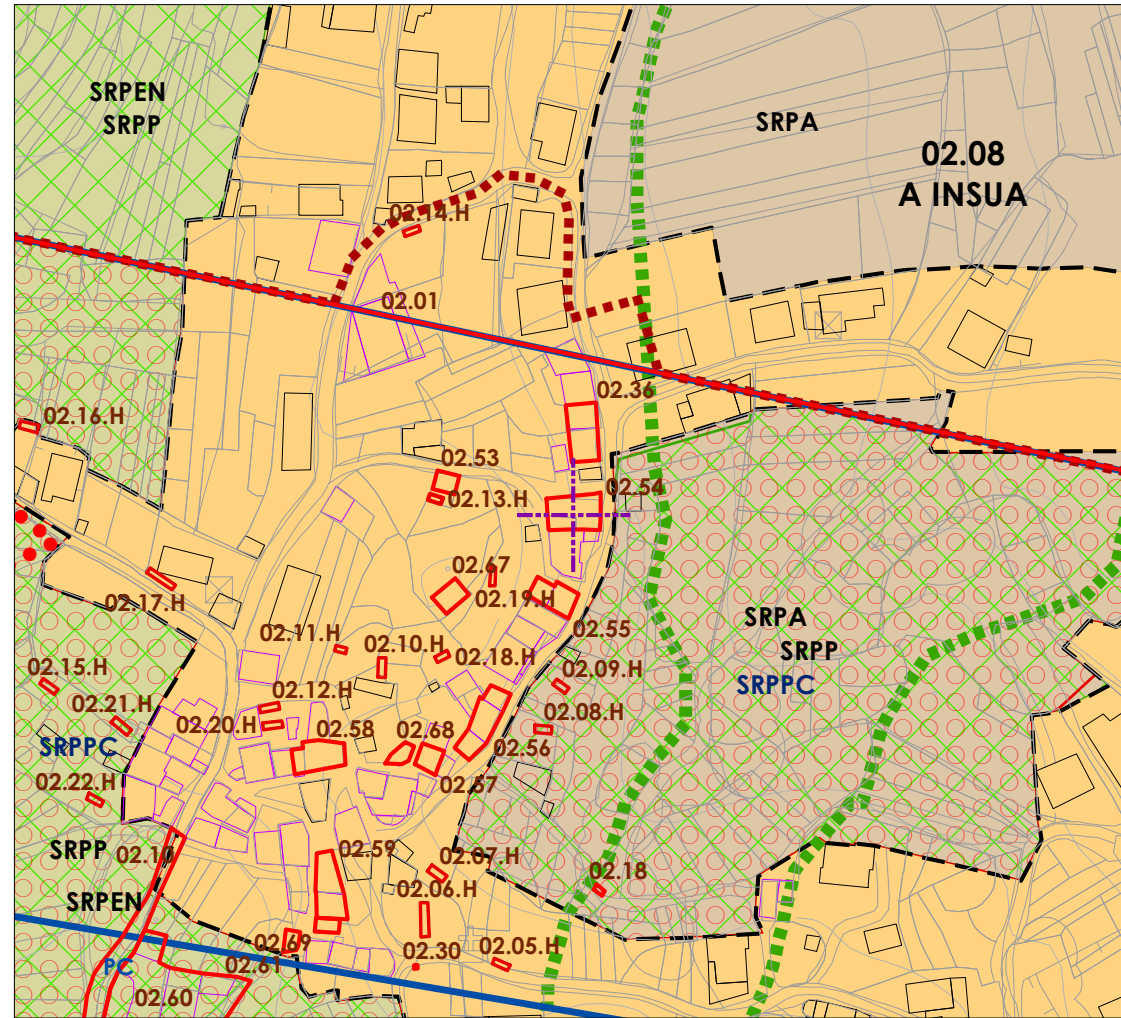 SRPEN
SRPP
SRPA
02.08
A INSUA
02.14.H
02.01
02.36
02.16.H
02.53
02.13.H
02.54
02.67
02.19.H
02.17.H
02.55
02.11.H
02.10.H
02.18.H
SRPA
SRPP
SRPPC
02.15.H
02.09.H
02.12.H
02.21.H
02.20.H
02.58
02.68
02.08.H
SRPPC
02.56
02.22.H
02.57
SRPP
02.10
02.59
02.07.H
02.06.H
02.18
SRPEN
02.69
02.30
02.05.H
PC
02.61
02.60